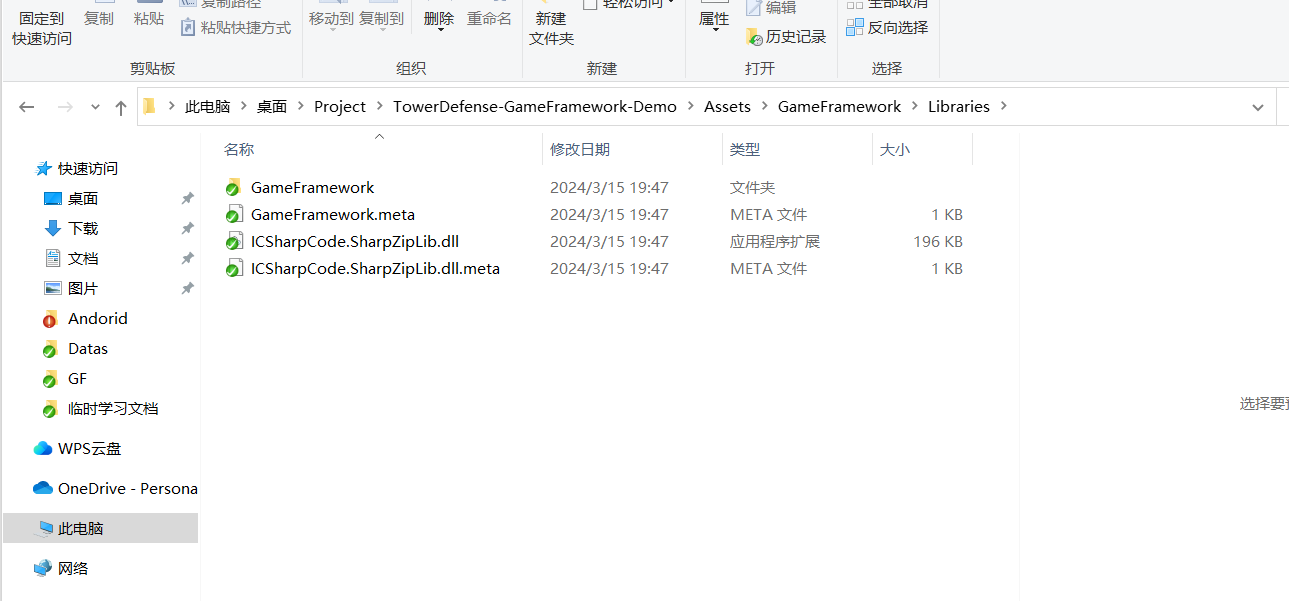 复制路径
轻松访问
编辑
全部取消
固定到
快速访问
复制
粘贴
粘贴快捷方式
移动到
复制到
删除
重命名
新建
文件夹
属性
历史记录
反向选择
剪贴板
组织
新建
打开
选择
此电脑 > 桌面 > Project > TowerDefense-GameFramework-Demo > Assets > GameFramework > Libraries >
名称 修改日期 类型 大小
GameFramework 2024/3/15 19:47 文件夹
GameFramework.meta 2024/3/15 19:47 META 文件 1 KB
ICSharpCode.SharpZipLib.dll 2024/3/15 19:47 应用程序扩展 196 KB
ICSharpCode.SharpZipLib.dll.meta 2024/3/15 19:47 META 文件 1 KB
快速访问
桌面
下载
文档
图片
Andorid
Datas
GF
临时学习文档
WPS云盘
OneDrive - Persona
此电脑
网络
选择要